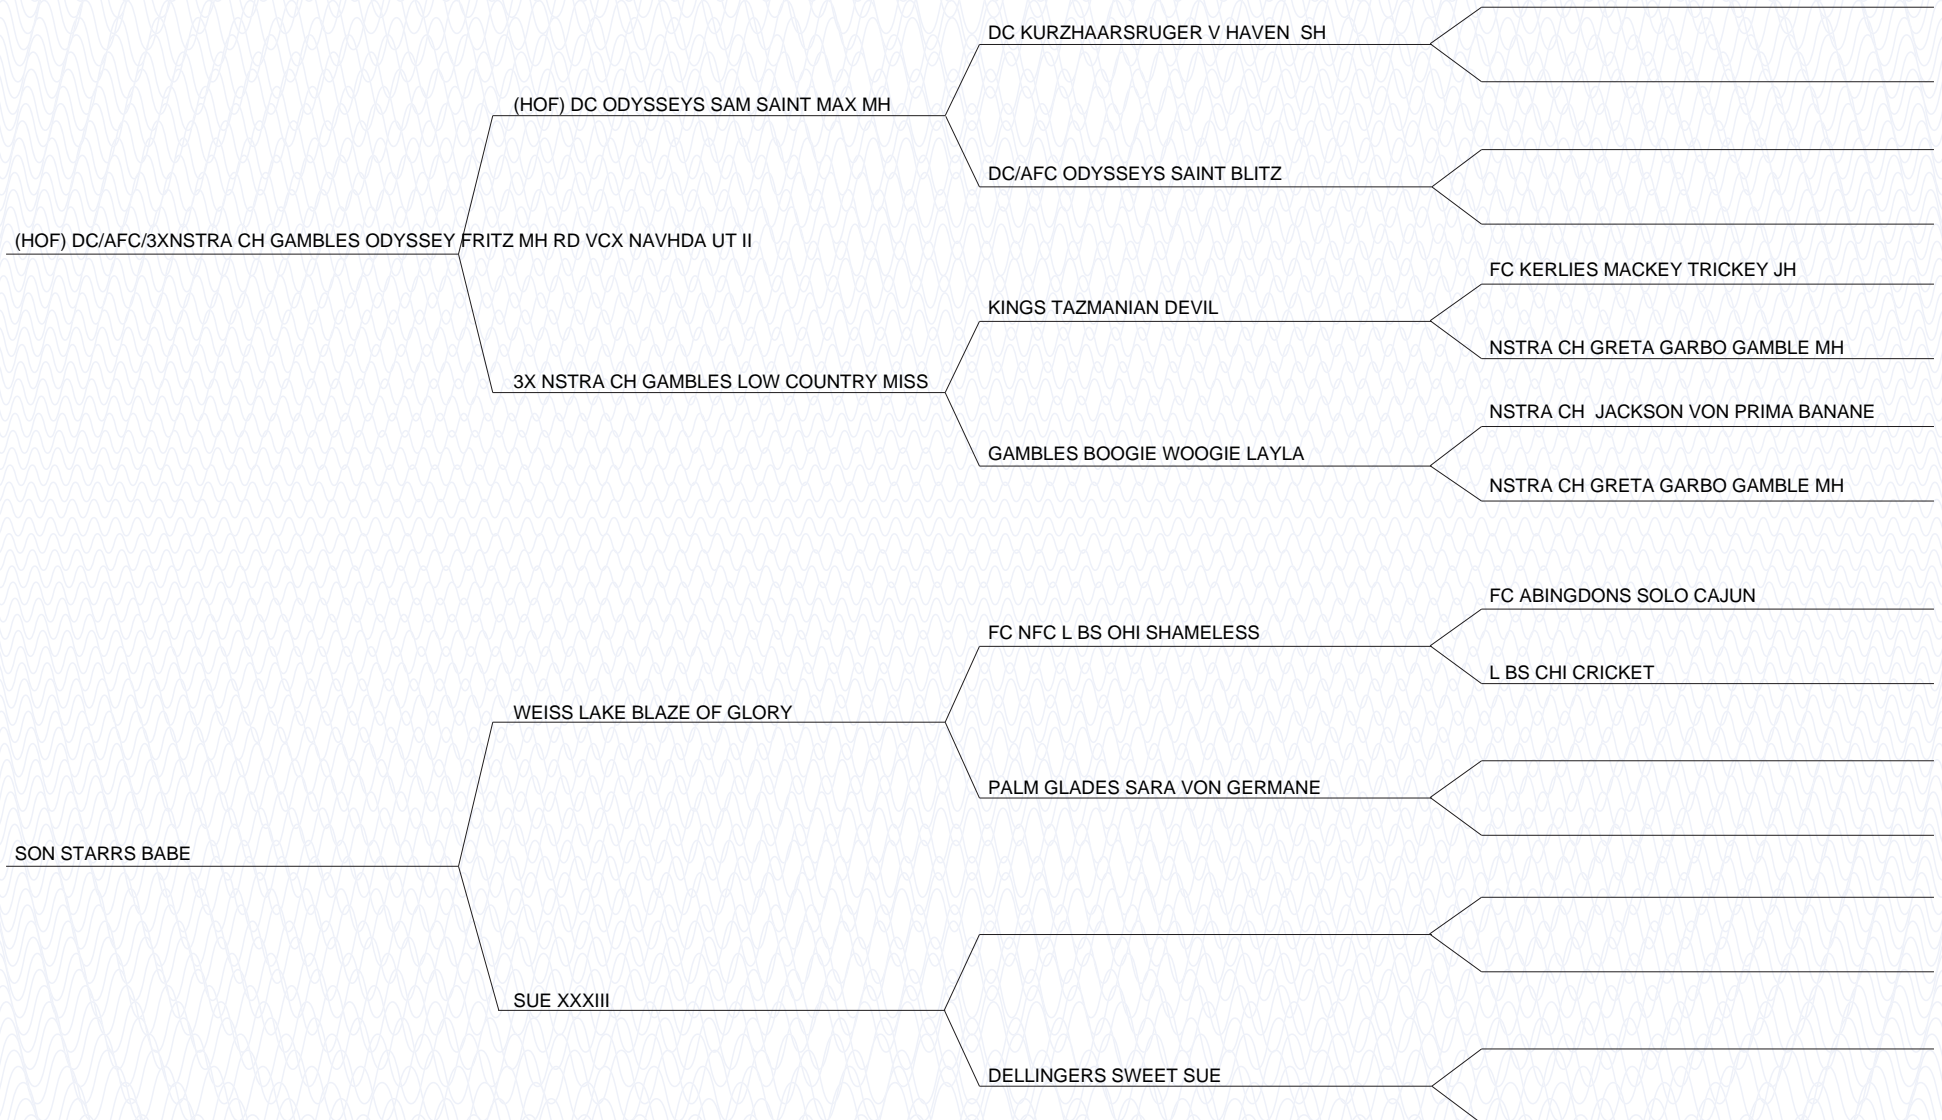 DC KURZHAARSRUGER V HAVEN  SH
(HOF) DC ODYSSEYS SAM SAINT MAX MH
DC/AFC ODYSSEYS SAINT BLITZ
(HOF) DC/AFC/3XNSTRA CH GAMBLES ODYSSEY FRITZ MH RD VCX NAVHDA UT II
FC KERLIES MACKEY TRICKEY JH
KINGS TAZMANIAN DEVIL
NSTRA CH GRETA GARBO GAMBLE MH
3X NSTRA CH GAMBLES LOW COUNTRY MISS
NSTRA CH  JACKSON VON PRIMA BANANE
GAMBLES BOOGIE WOOGIE LAYLA
NSTRA CH GRETA GARBO GAMBLE MH
FC ABINGDONS SOLO CAJUN
FC NFC L BS OHI SHAMELESS
L BS CHI CRICKET
WEISS LAKE BLAZE OF GLORY
PALM GLADES SARA VON GERMANE
SON STARRS BABE
SUE XXXIII
DELLINGERS SWEET SUE